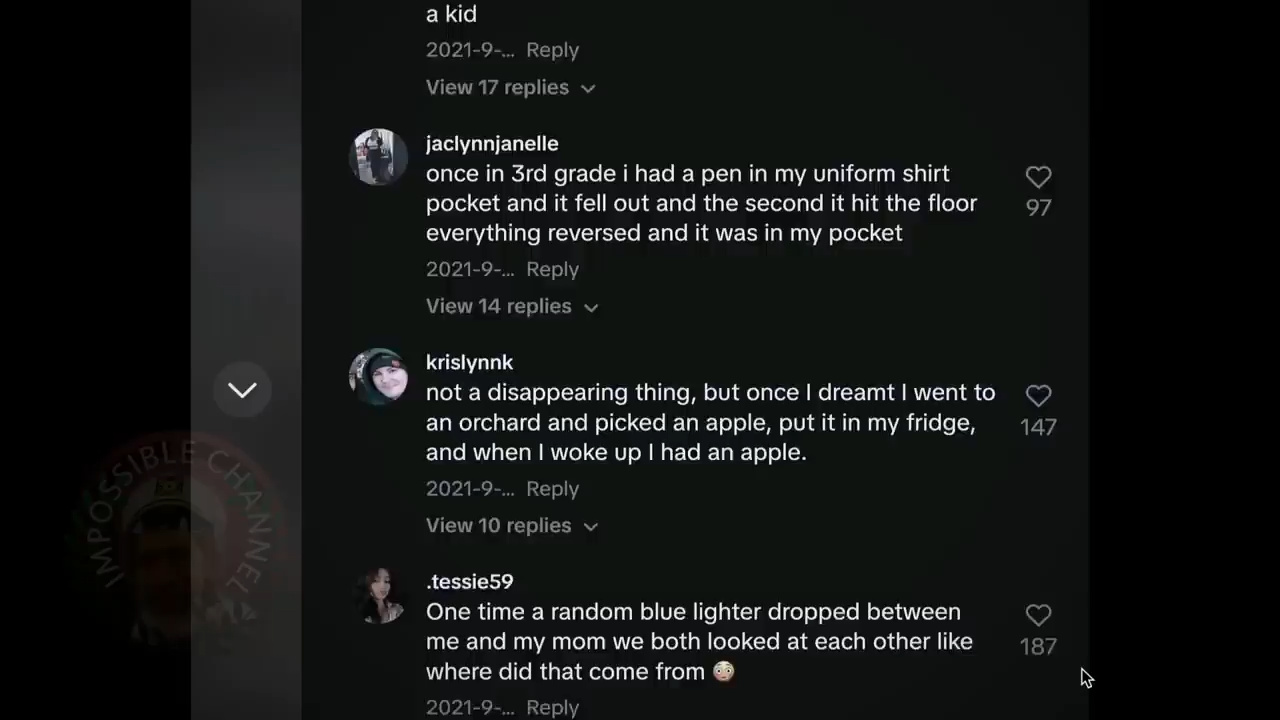 a kid
2021-9-... Reply
View 17 replies
jaclynnjanelle
once in 3rd grade i had a pen in my uniform shirt
pocket and it fell out and the second it hit the floor
everything reversed and it was in my pocket
97
2021-9-... Reply
View 14 replies
krislynnk
not a disappearing thing, but once I dreamt I went to
an orchard and picked an apple, put it in my fridge,
and when I woke up I had an apple.
147
2021-9-... Reply
View 10 replies
.tessie59
One time a random blue lighter dropped between
me and my mom we both looked at each other like
where did that come from 😳
187
2021-9-... Reply
IMPOSSIBLE CHANNEL